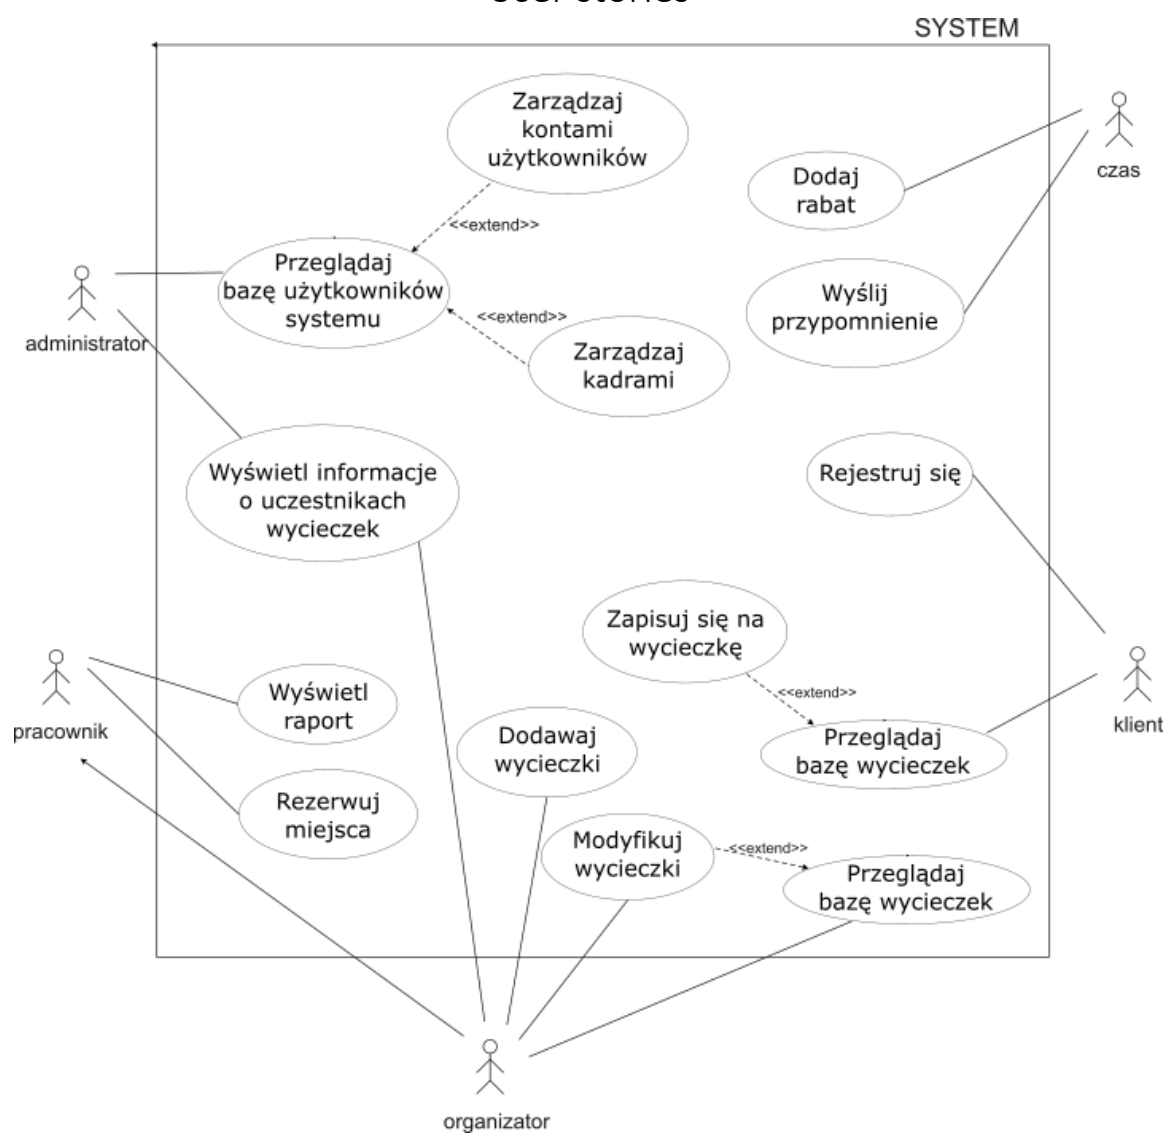 User stories
SYSTEM
Zarządzaj
kontami
użytkowników
czas
Dodaj
rabat
<<extend>>
Przeglądaj
bazę użytkowników
systemu
Wyślij
przypomnienie
<<extend>>
administrator
Zarządzaj
kadrami
Wyświetl informacje
o uczestnikach
wycieczek
Rejestruj się
Zapisuj się na
wycieczkę
<<extend>>
pracownik
Wyświetl
raport
klient
Dodawaj
wycieczki
Przeglądaj
bazę wycieczek
Rezerwuj
miejsca
Modyfikuj
wycieczki
<<extend>>
Przeglądaj
bazę wycieczek
organizator